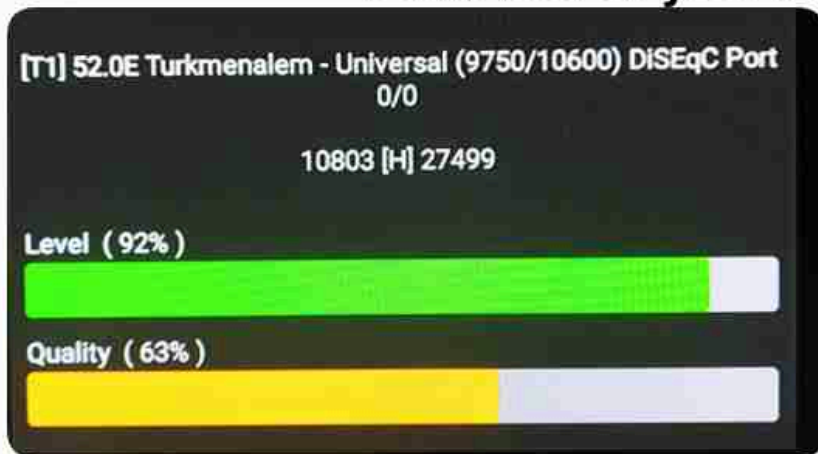 [T1] 52.0E Turkmenalem - Universal (9750/10600) DiSEqC Port
0/0
10803 [H] 27499
Level ( 92% )
Quality ( 63% )